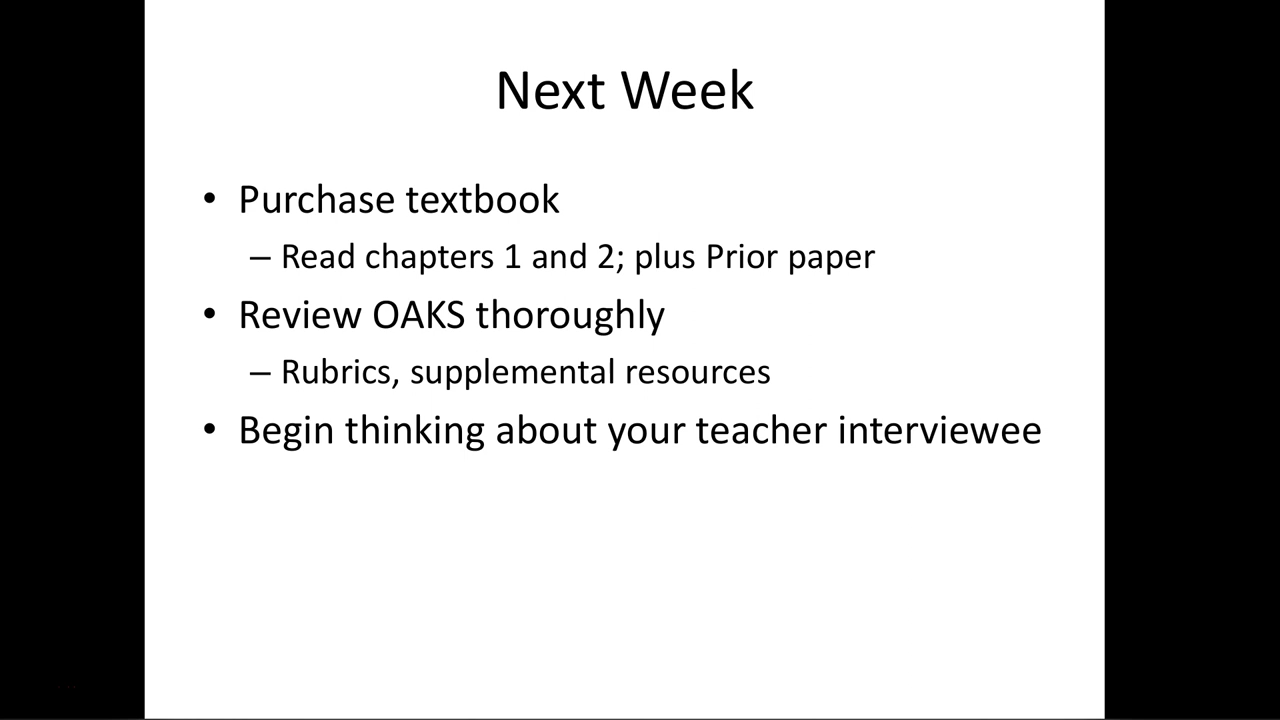 Next Week
• Purchase textbook
– Read chapters 1 and 2; plus Prior paper
• Review OAKS thoroughly
– Rubrics, supplemental resources
• Begin thinking about your teacher interviewee